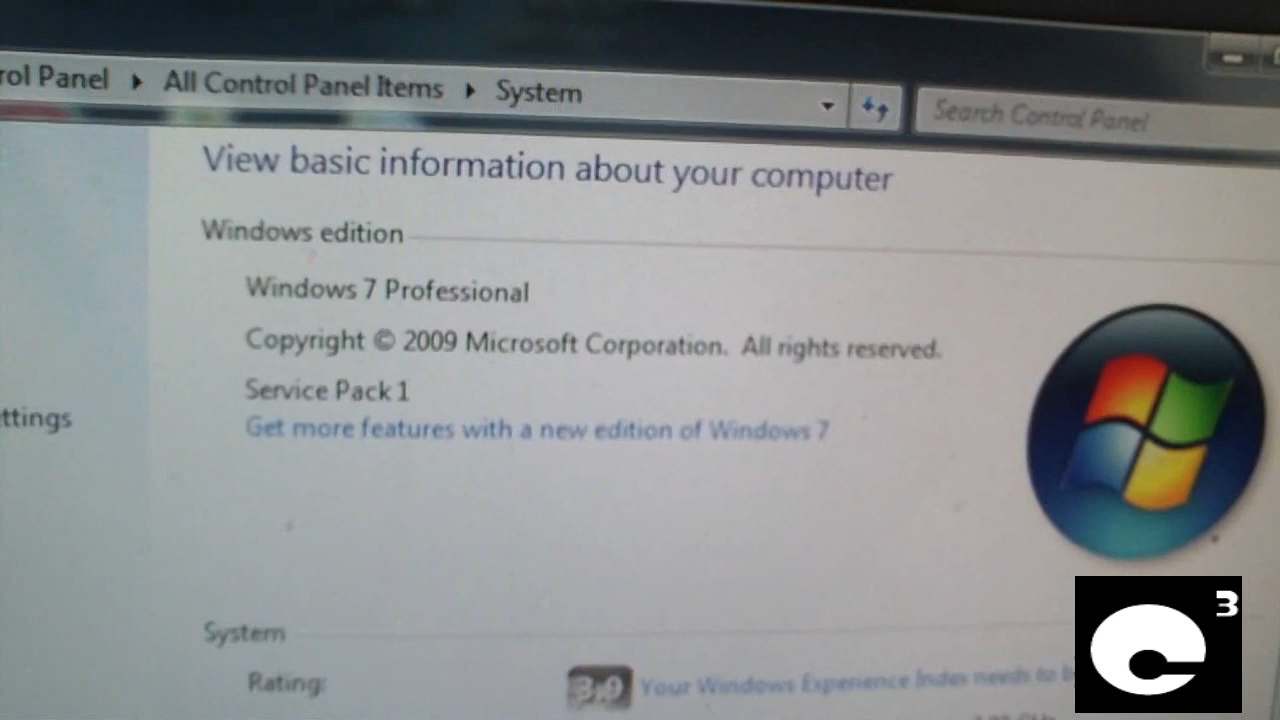 rol Panel ▸ All Control Panel Items ▸ System
Search Control Panel
View basic information about your computer
Windows edition
Windows 7 Professional
Copyright © 2009 Microsoft Corporation. All rights reserved.
Service Pack 1
Get more features with a new edition of Windows 7
ttings
System
Rating:
3.9 Your Windows Experience Index needs to b
3